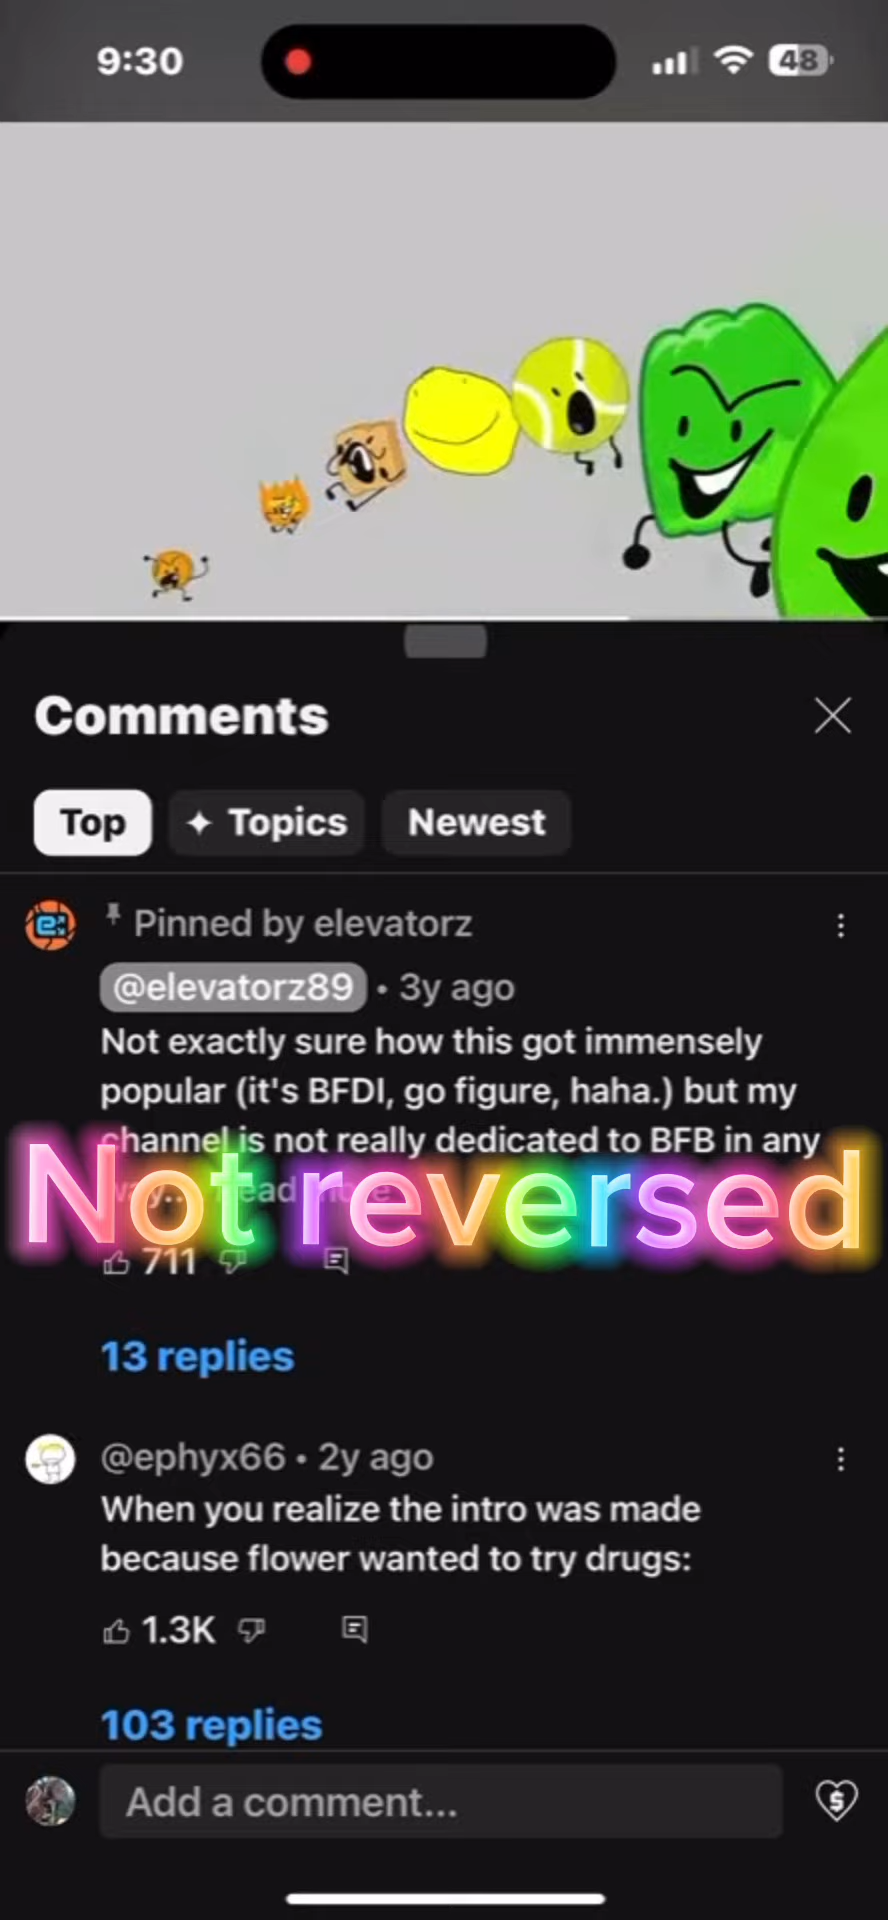 9:30
48
Comments
Top
Topics
Newest
Pinned by elevatorz
@elevatorz89 • 3y ago
Not exactly sure how this got immensely
popular (it's BFDI, go figure, haha.) but my
channel is not really dedicated to BFB in any
way...
Not reversed
711
13 replies
@ephyx66 • 2y ago
When you realize the intro was made
because flower wanted to try drugs:
1.3K
103 replies
Add a comment...